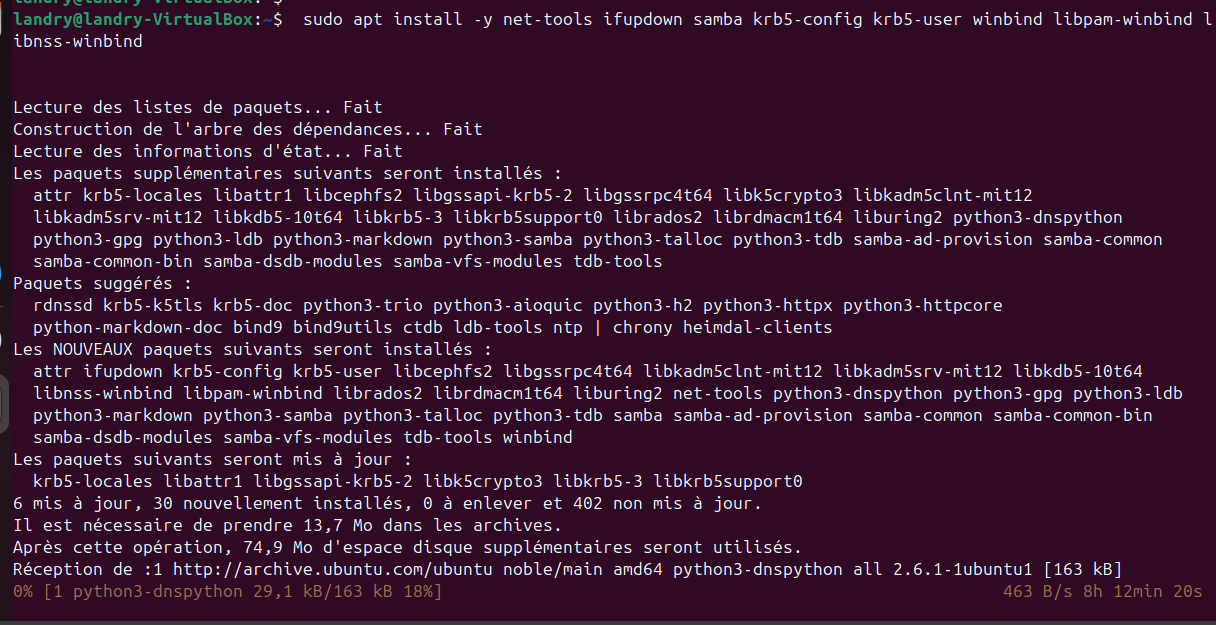 landry@landry-VirtualBox:~$
landry@landry-VirtualBox:~$  sudo apt install -y net-tools ifupdown samba krb5-config krb5-user winbind libpam-winbind l
ibnss-winbind
Lecture des listes de paquets... Fait
Construction de l'arbre des dépendances... Fait
Lecture des informations d'état... Fait
Les paquets supplémentaires suivants seront installés :
  attr krb5-locales libattr1 libcephfs2 libgssapi-krb5-2 libgssrpc4t64 libk5crypto3 libkadm5clnt-mit12
  libkadm5srv-mit12 libkdb5-10t64 libkrb5-3 libkrb5support0 librados2 librdmacm1t64 liburing2 python3-dnspython
  python3-gpg python3-ldb python3-markdown python3-samba python3-talloc python3-tdb samba-ad-provision samba-common
  samba-common-bin samba-dsdb-modules samba-vfs-modules tdb-tools
Paquets suggérés :
  rdnssd krb5-k5tls krb5-doc python3-trio python3-aioquic python3-h2 python3-httpx python3-httpcore
  python-markdown-doc bind9 bind9utils ctdb ldb-tools ntp | chrony heimdal-clients
Les NOUVEAUX paquets suivants seront installés :
  attr ifupdown krb5-config krb5-user libcephfs2 libgssrpc4t64 libkadm5clnt-mit12 libkadm5srv-mit12 libkdb5-10t64
  libnss-winbind libpam-winbind librados2 librdmacm1t64 liburing2 net-tools python3-dnspython python3-gpg python3-ldb
  python3-markdown python3-samba python3-talloc python3-tdb samba samba-ad-provision samba-common samba-common-bin
  samba-dsdb-modules samba-vfs-modules tdb-tools winbind
Les paquets suivants seront mis à jour :
  krb5-locales libattr1 libgssapi-krb5-2 libk5crypto3 libkrb5-3 libkrb5support0
6 mis à jour, 30 nouvellement installés, 0 à enlever et 402 non mis à jour.
Il est nécessaire de prendre 13,7 Mo dans les archives.
Après cette opération, 74,9 Mo d'espace disque supplémentaires seront utilisés.
Réception de :1 http://archive.ubuntu.com/ubuntu noble/main amd64 python3-dnspython all 2.6.1-1ubuntu1 [163 kB]
0% [1 python3-dnspython 29,1 kB/163 kB 18%] 463 B/s 8h 12min 20s